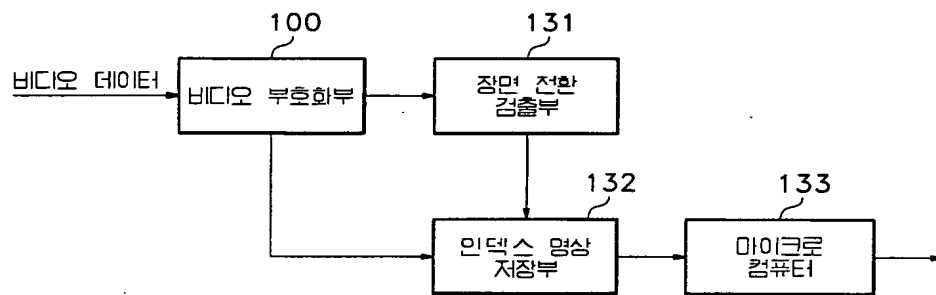 100
131
비디오 데이터
비디오 부호화부
장면 전환
검출부
132
133
인덱스 영상
저장부
마이크로
컴퓨터